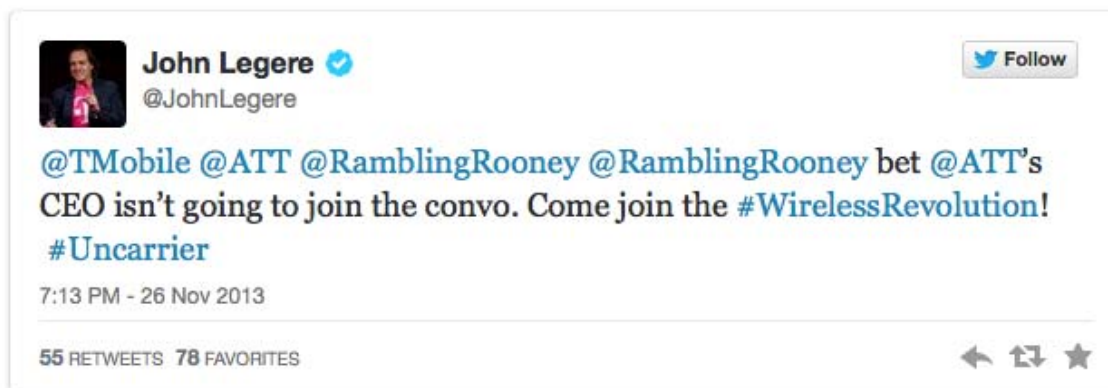 John Legere
@JohnLegere
Follow
@TMobile @ATT @RamblingRooney @RamblingRooney bet @ATT's
CEO isn't going to join the convo. Come join the #WirelessRevolution!
#Uncarrier
7:13 PM - 26 Nov 2013
55 RETWEETS 78 FAVORITES